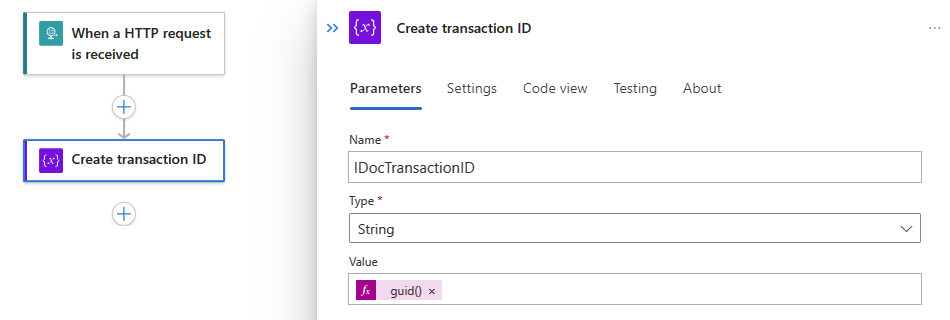 When a HTTP request
is received
Create transaction ID
{x} Create transaction ID
Parameters Settings Code view Testing About
Name *
IDocTransactionID
Type *
String
Value
fx guid() ×